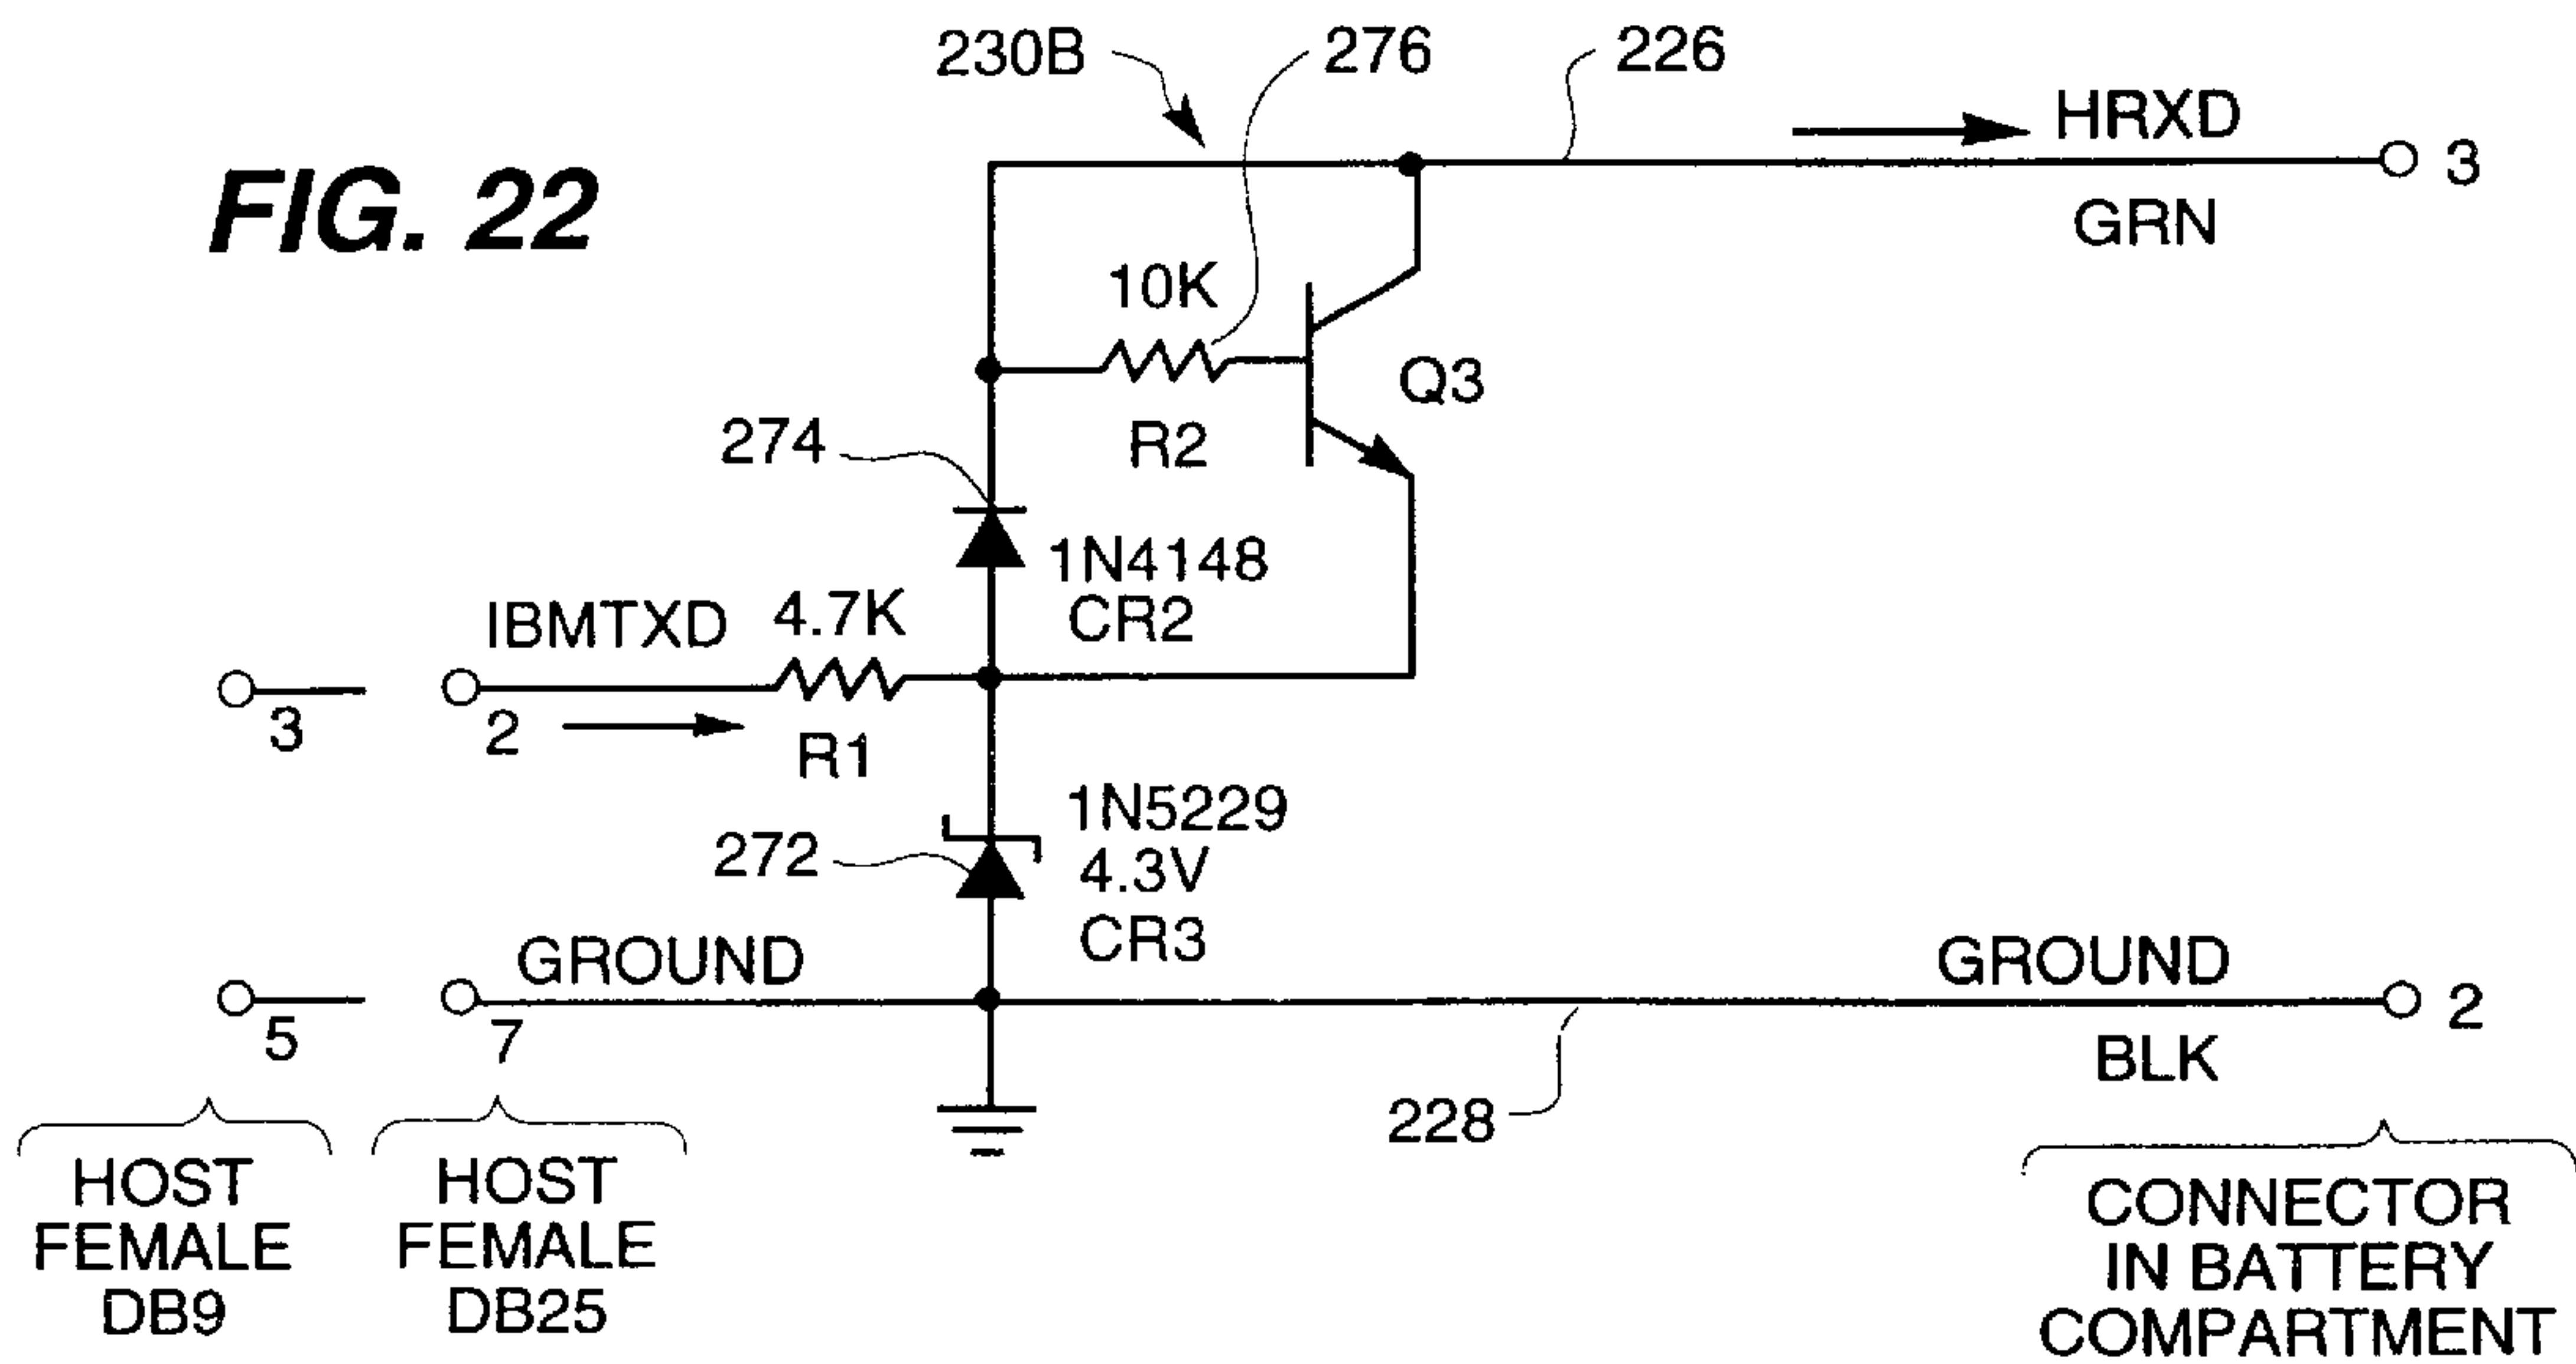 FIG. 22
230B
276
226
HRXD
3
GRN
10K
Q3
R2
274
1N4148
CR2
IBMTXD
4.7K
3
2
R1
1N5229
4.3V
CR3
272
GROUND
GROUND
5
7
2
BLK
228
HOST
FEMALE
DB9
HOST
FEMALE
DB25
CONNECTOR
IN BATTERY
COMPARTMENT